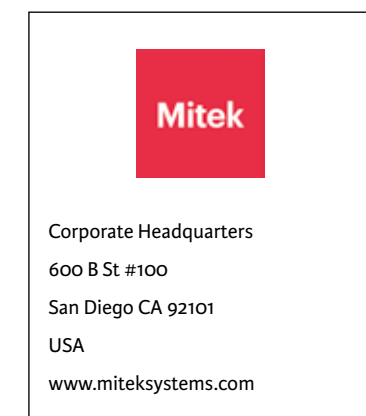 Mitek
Corporate Headquarters
600 B St #100
San Diego CA 92101
USA
www.miteksystems.com